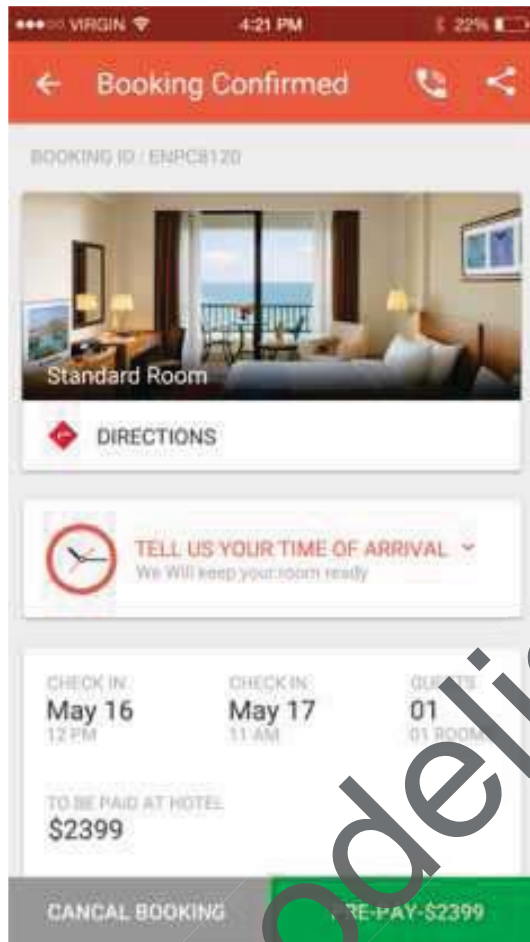 VIRGIN 4:21 PM 22%
Booking Confirmed
BOOKING ID : ENPC8120
Standard Room
DIRECTIONS
TELL US YOUR TIME OF ARRIVAL
We Will keep your room ready
CHECK IN CHECK IN GUESTS
May 16 May 17 01
12 PM 11 AM 01 ROOM
TO BE PAID AT HOTEL
$2399
CANCAL BOOKING PRE-PAY-$2399